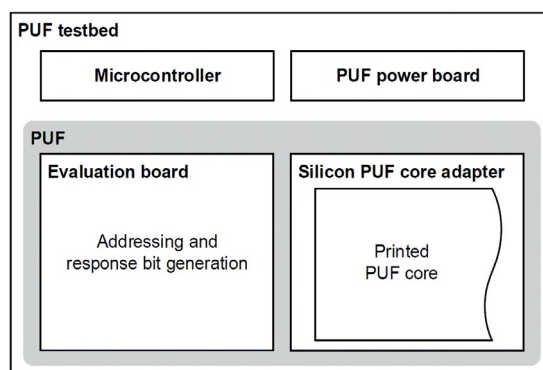 PUF testbed
Microcontroller
PUF power board
PUF
Evaluation board
Addressing and
response bit generation
Silicon PUF core adapter
Printed
PUF core